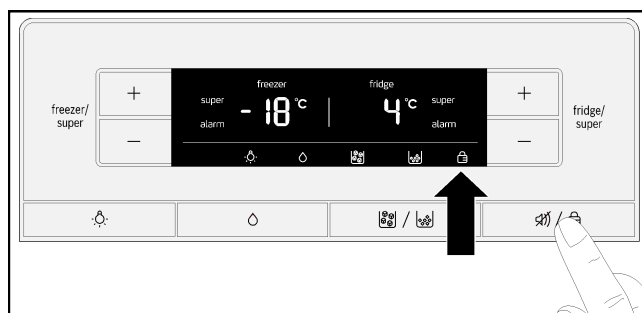 freezer
fridge
super
-18 °C
4 °C
super
alarm
alarm
freezer/
super
+
−
+
−
fridge/
super
/
/